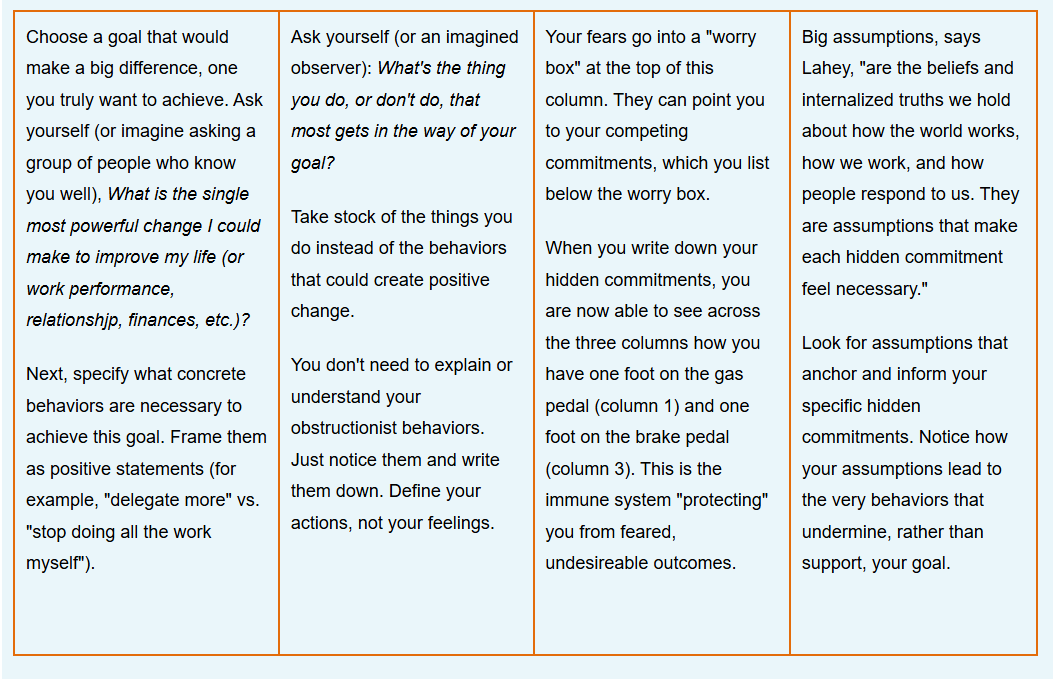 Choose a goal that would
make a big difference, one
you truly want to achieve. Ask
yourself (or imagine asking a
group of people who know
you well), What is the single
most powerful change I could
make to improve my life (or
work performance,
relationshjp, finances, etc.)?
Next, specify what concrete
behaviors are necessary to
achieve this goal. Frame them
as positive statements (for
example, "delegate more" vs.
"stop doing all the work
myself").
Ask yourself (or an imagined
observer): What's the thing
you do, or don't do, that
most gets in the way of your
goal?
Take stock of the things you
do instead of the behaviors
that could create positive
change.
You don't need to explain or
understand your
obstructionist behaviors.
Just notice them and write
them down. Define your
actions, not your feelings.
Your fears go into a "worry
box" at the top of this
column. They can point you
to your competing
commitments, which you list
below the worry box.
When you write down your
hidden commitments, you
are now able to see across
the three columns how you
have one foot on the gas
pedal (column 1) and one
foot on the brake pedal
(column 3). This is the
immune system "protecting"
you from feared,
undesireable outcomes.
Big assumptions, says
Lahey, "are the beliefs and
internalized truths we hold
about how the world works,
how we work, and how
people respond to us. They
are assumptions that make
each hidden commitment
feel necessary."
Look for assumptions that
anchor and inform your
specific hidden
commitments. Notice how
your assumptions lead to
the very behaviors that
undermine, rather than
support, your goal.